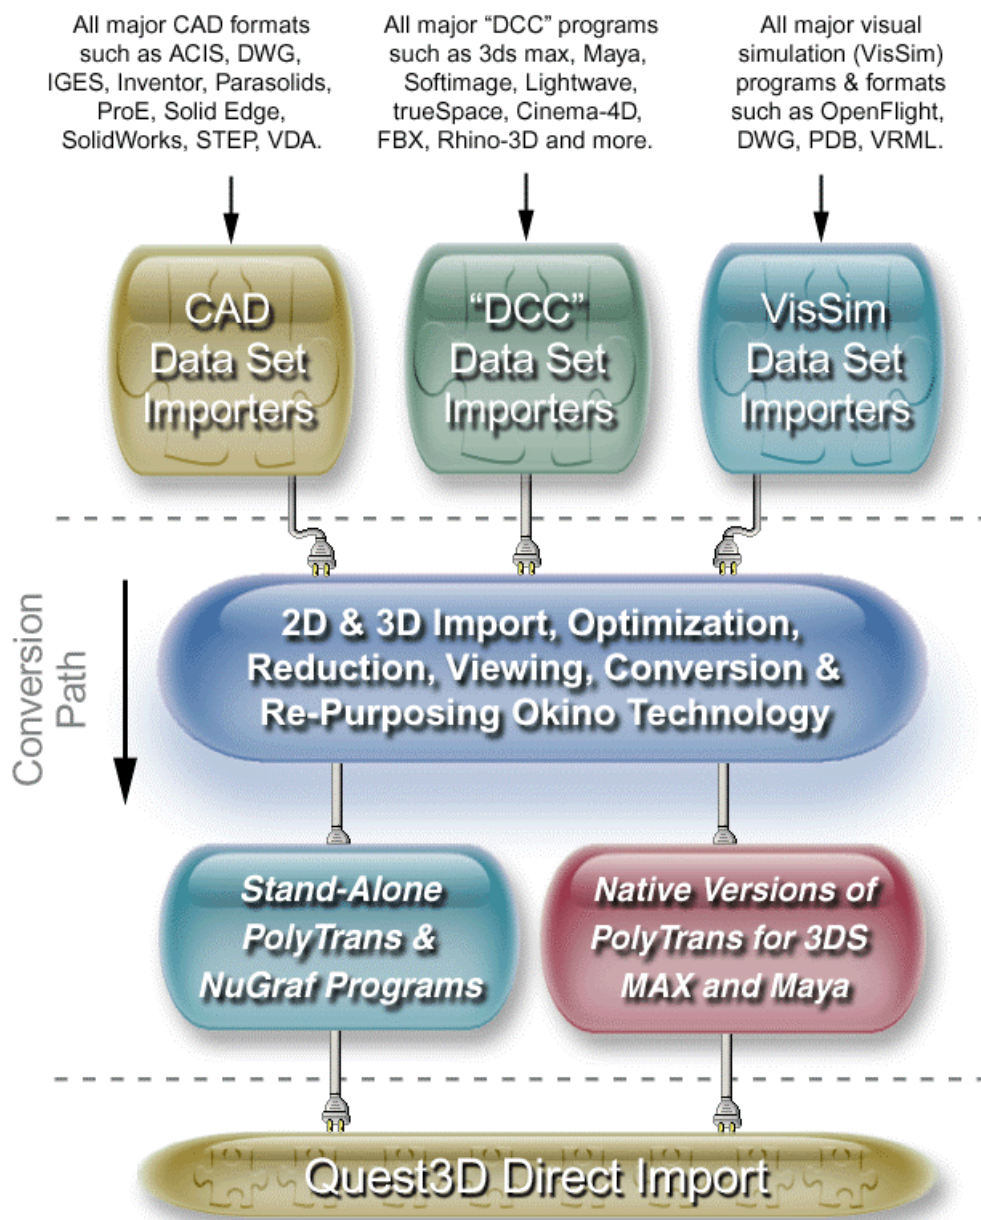 All major CAD formats
such as ACIS, DWG,
IGES, Inventor, Parasolids,
ProE, Solid Edge,
SolidWorks, STEP, VDA.
All major “DCC” programs
such as 3ds max, Maya,
Softimage, Lightwave,
trueSpace, Cinema-4D,
FBX, Rhino-3D and more.
All major visual
simulation (VisSim)
programs & formats
such as OpenFlight,
DWG, PDB, VRML.
CAD
Data Set
Importers
“DCC”
Data Set
Importers
VisSim
Data Set
Importers
Conversion
Path
2D & 3D Import, Optimization,
Reduction, Viewing, Conversion &
Re-Purposing Okino Technology
Stand-Alone
PolyTrans &
NuGraf Programs
Native Versions of
PolyTrans for 3DS
MAX and Maya
Quest3D Direct Import